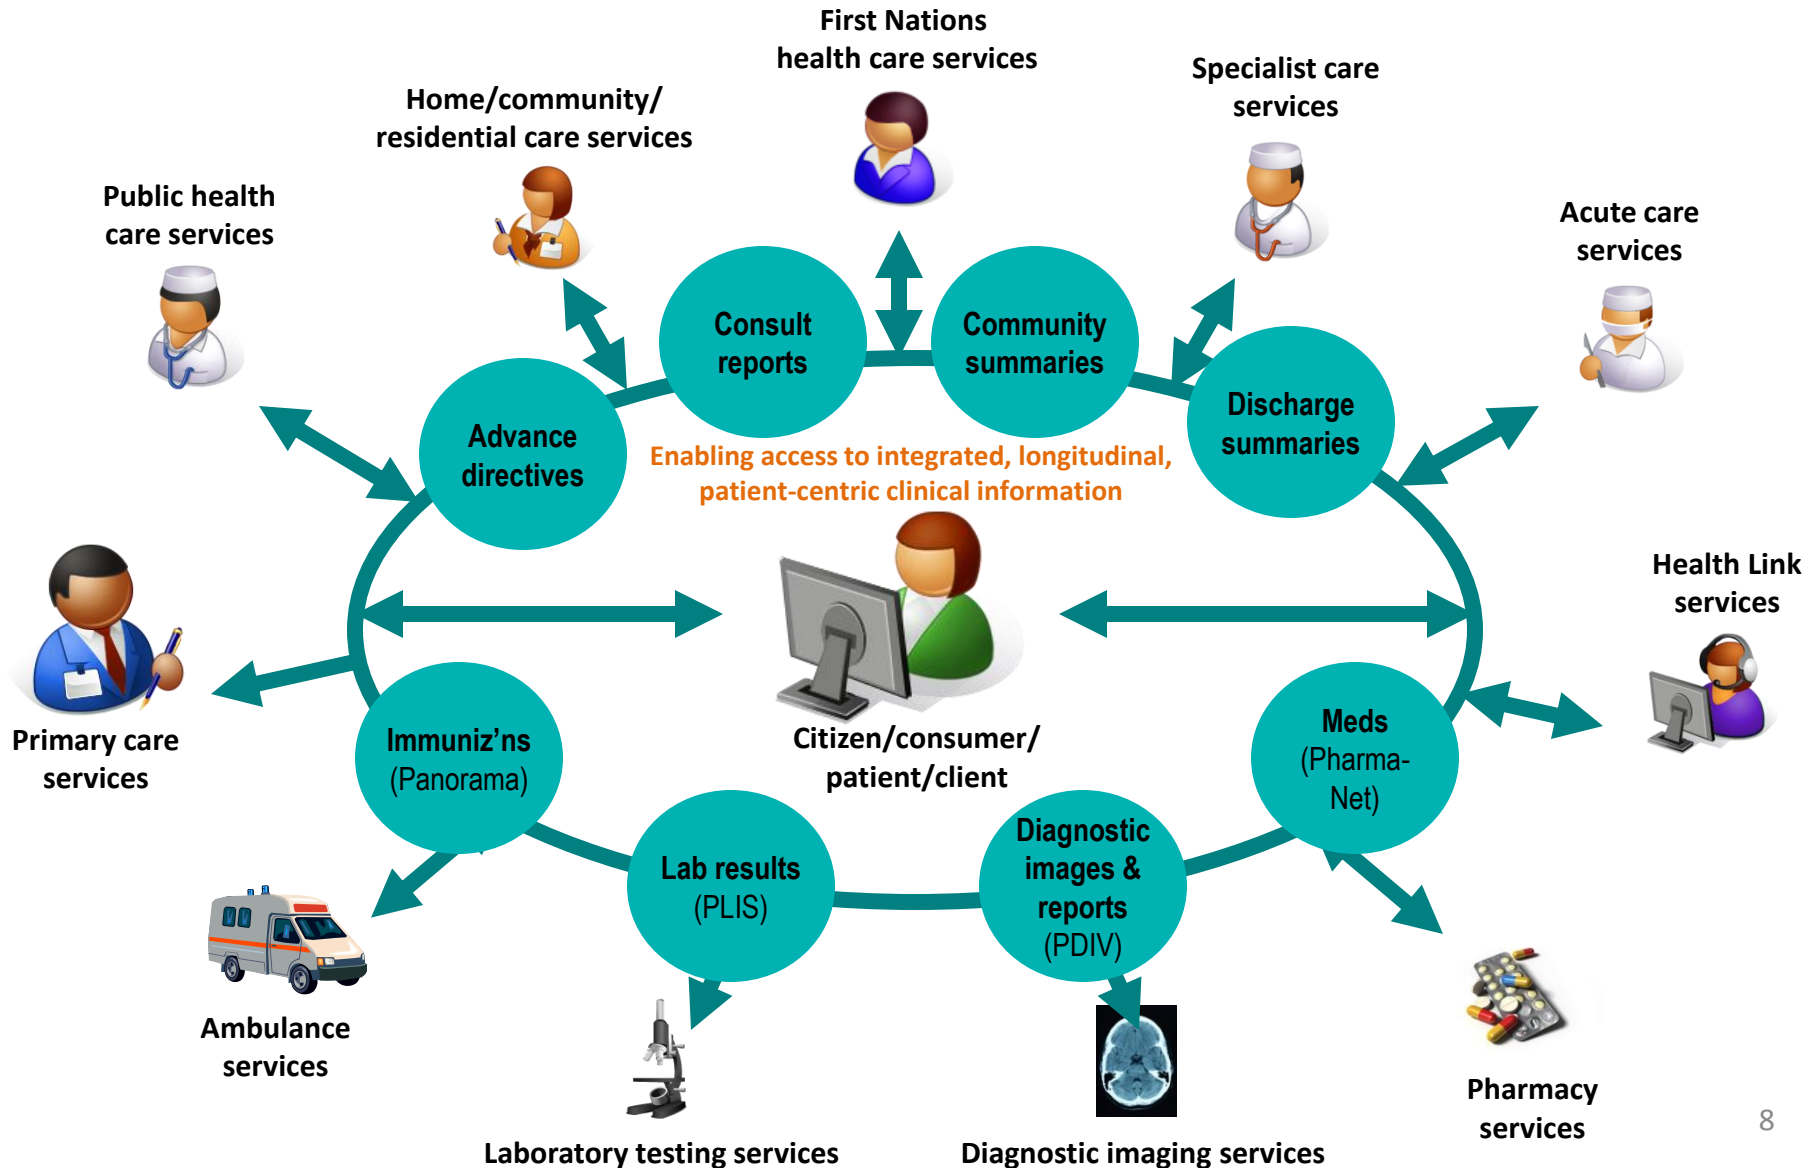 First Nations
health care services
Specialist care
services
Home/community/
residential care services
Public health
care services
Acute care
services
Consult
reports
Community
summaries
Advance
directives
Discharge
summaries
Enabling access to integrated, longitudinal,
patient-centric clinical information
Health Link
services
Primary care
services
Immuniz’ns
(Panorama)
Citizen/consumer/
patient/client
Meds
(Pharma-
Net)
Lab results
(PLIS)
Diagnostic
images &
reports
(PDIV)
Ambulance
services
Pharmacy
services
Laboratory testing services
Diagnostic imaging services
8